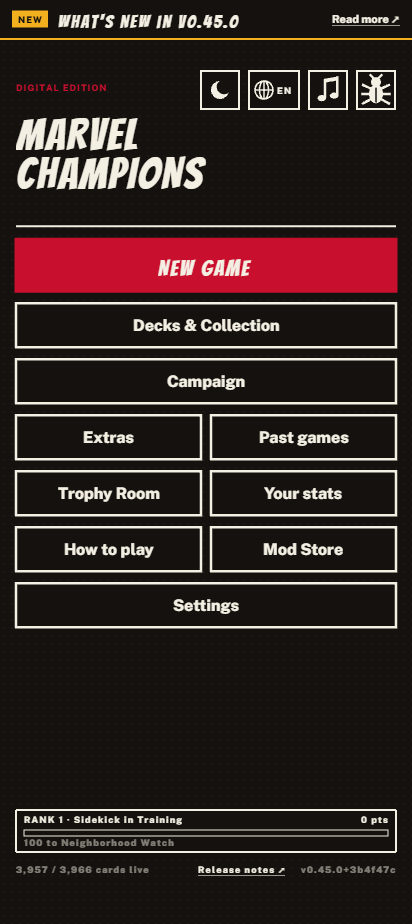 NEW WHAT'S NEW IN V0.45.0 Read more ↗
DIGITAL EDITION
EN
MARVEL
CHAMPIONS
NEW GAME
Decks & Collection
Campaign
Extras
Past games
Trophy Room
Your stats
How to play
Mod Store
Settings
RANK 1 · Sidekick in Training 0 pts
100 to Neighborhood Watch
3,957 / 3,966 cards live Release notes ↗ v0.45.0+3b4f47c